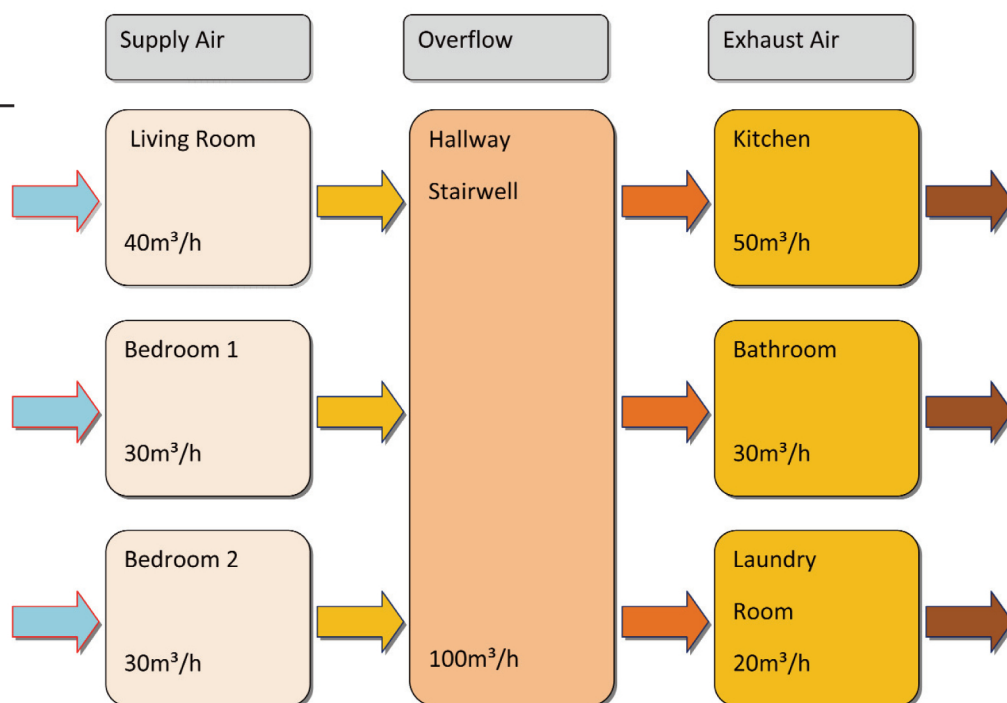 Supply Air
Overflow
Exhaust Air
Living Room
40m³/h
Hallway
Stairwell
100m³/h
Kitchen
50m³/h
Bedroom 1
30m³/h
Bathroom
30m³/h
Bedroom 2
30m³/h
Laundry
Room
20m³/h